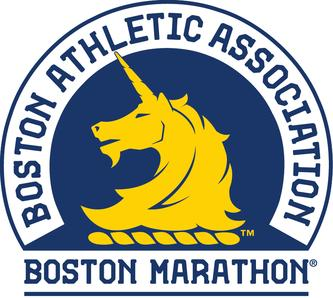 BOSTON ATHLETIC ASSOCIATION
™
BOSTON MARATHON®